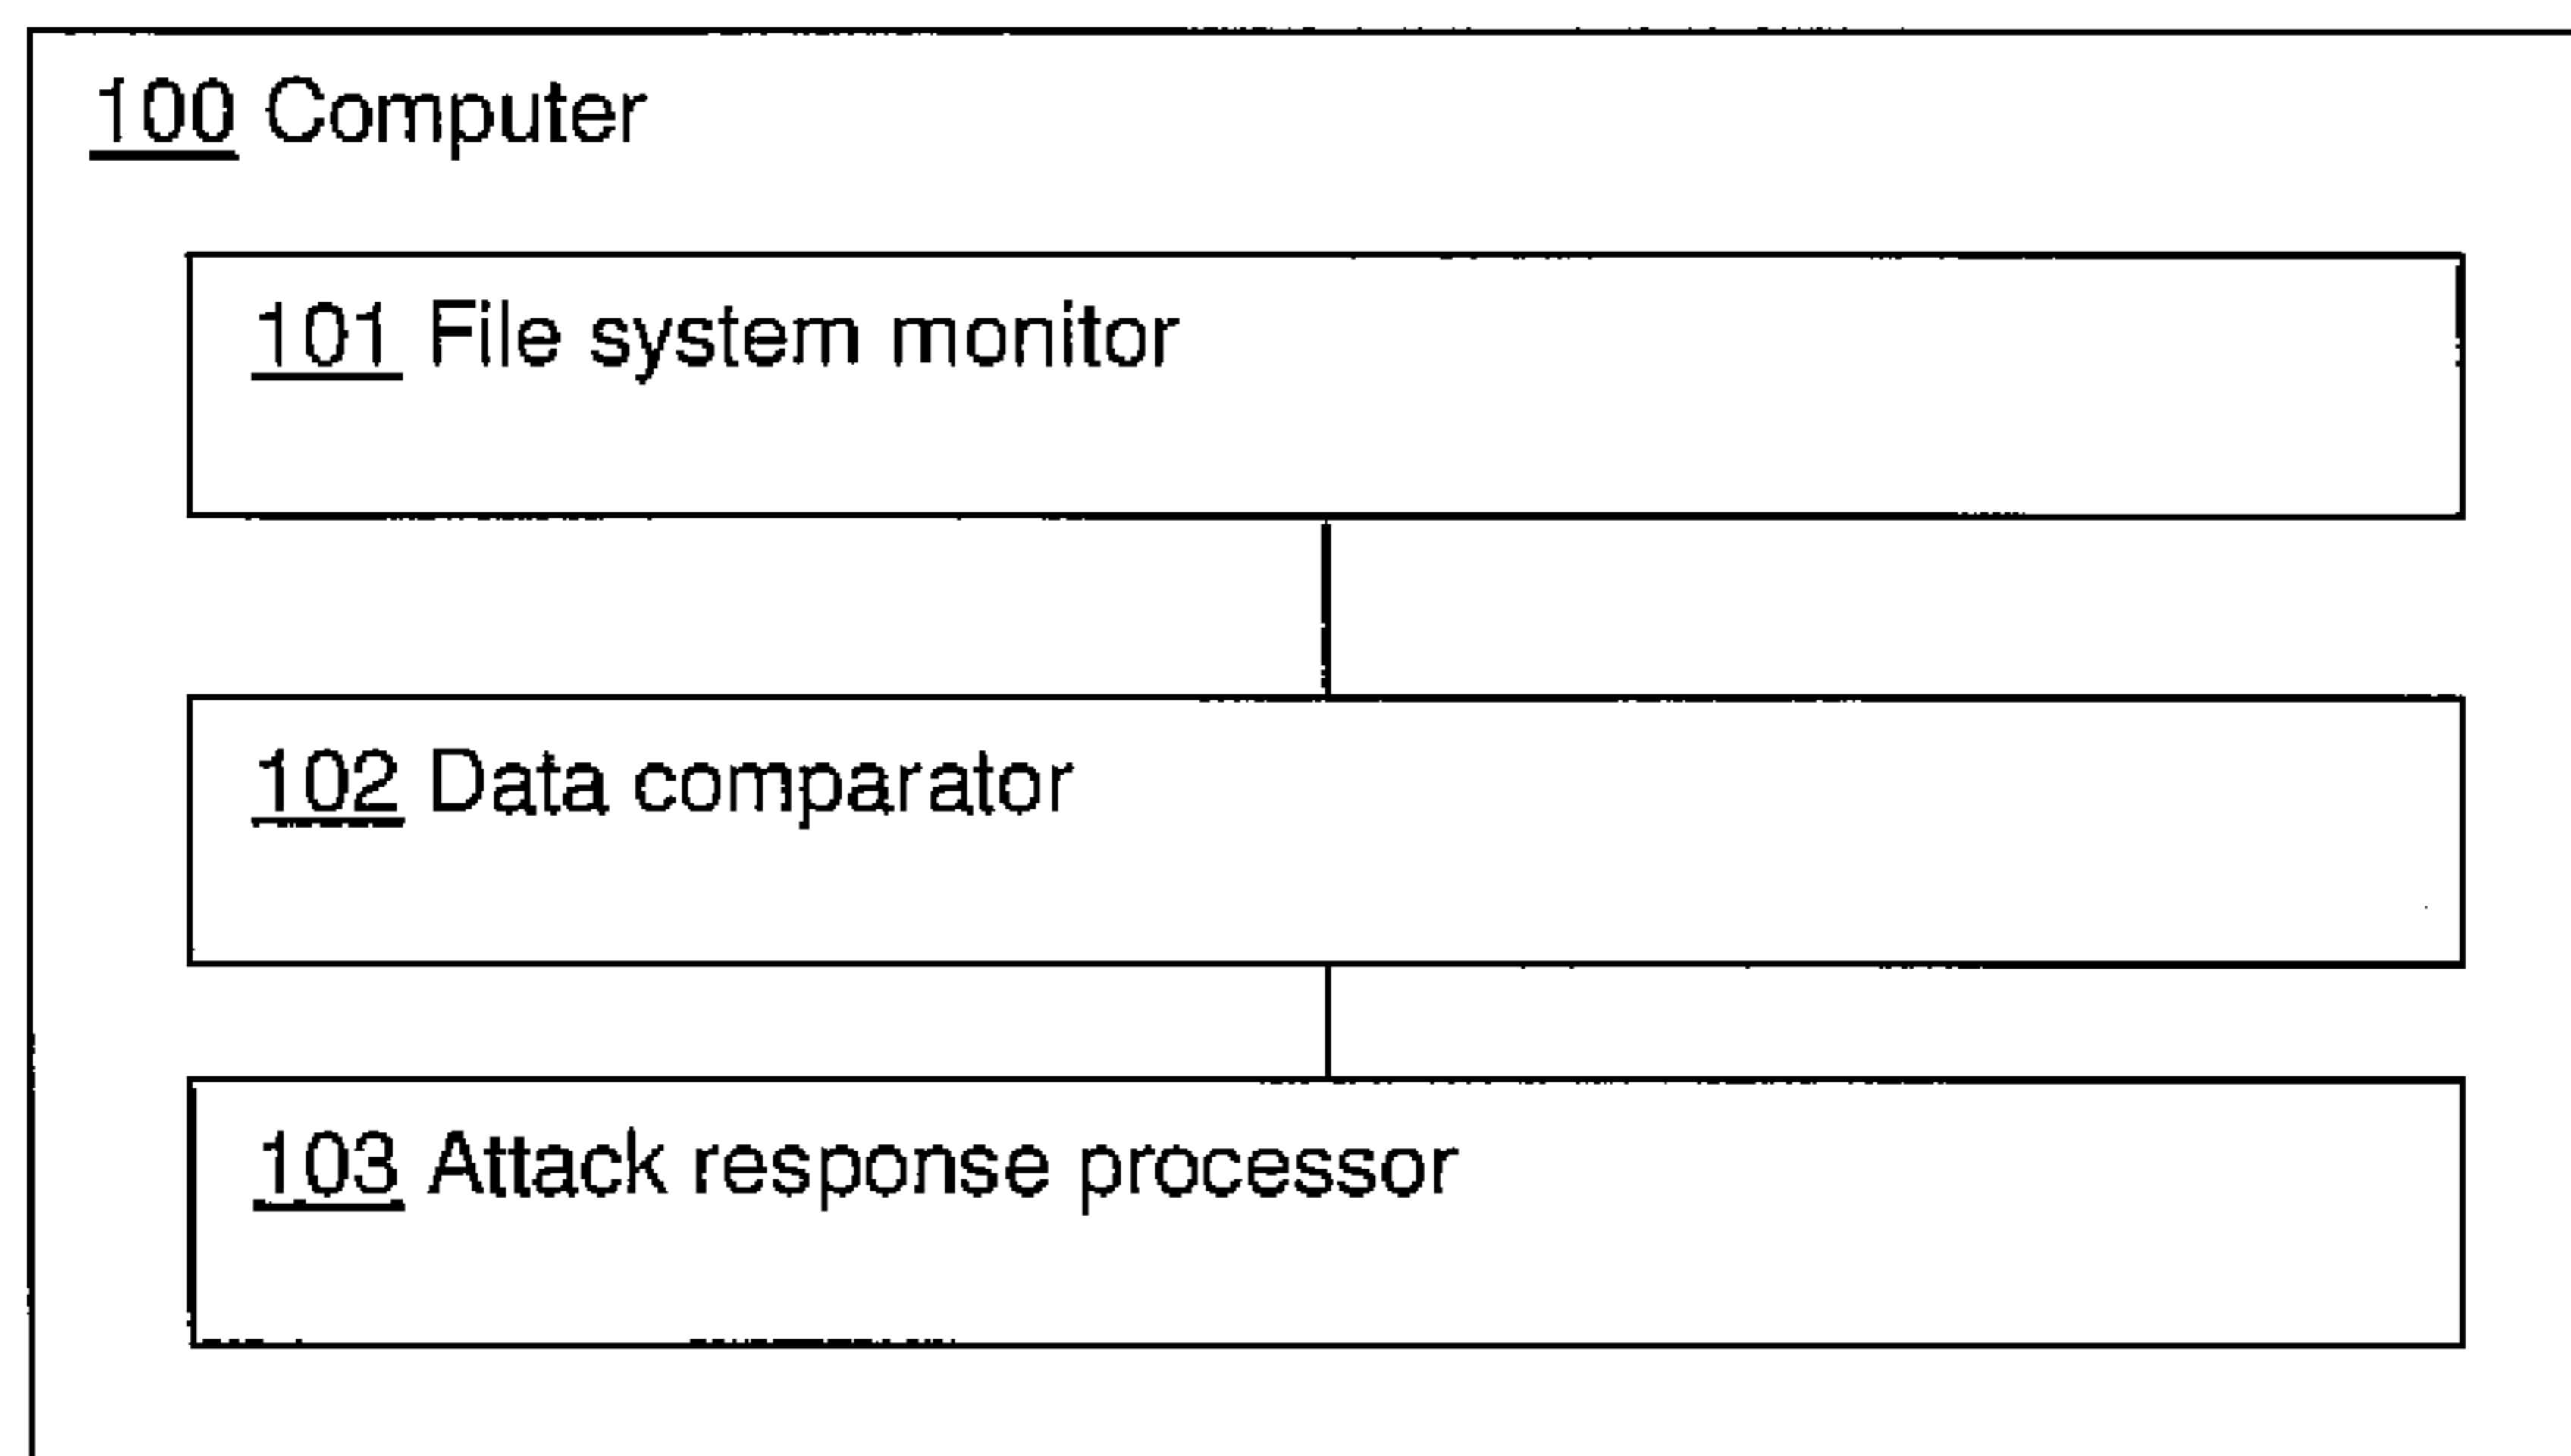 100 Computer
101 File system monitor
102 Data comparator
103 Attack response processor